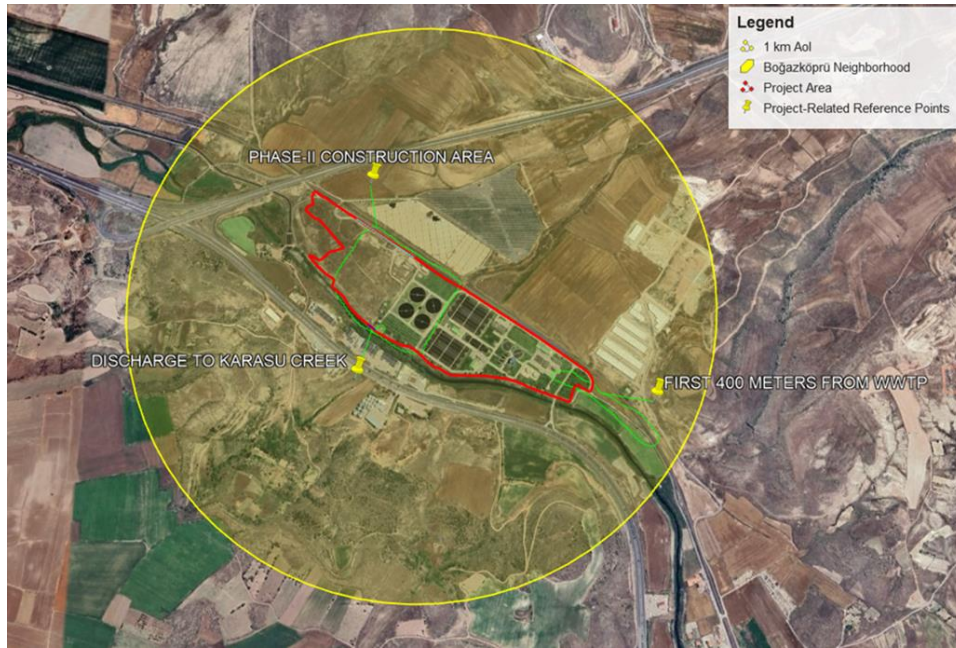 Legend
1 km AoI
Boğazköprü Neighborhood
Project Area
Project-Related Reference Points
PHASE-II CONSTRUCTION AREA
DISCHARGE TO KARASU CREEK
FIRST 400 METERS FROM WWTP